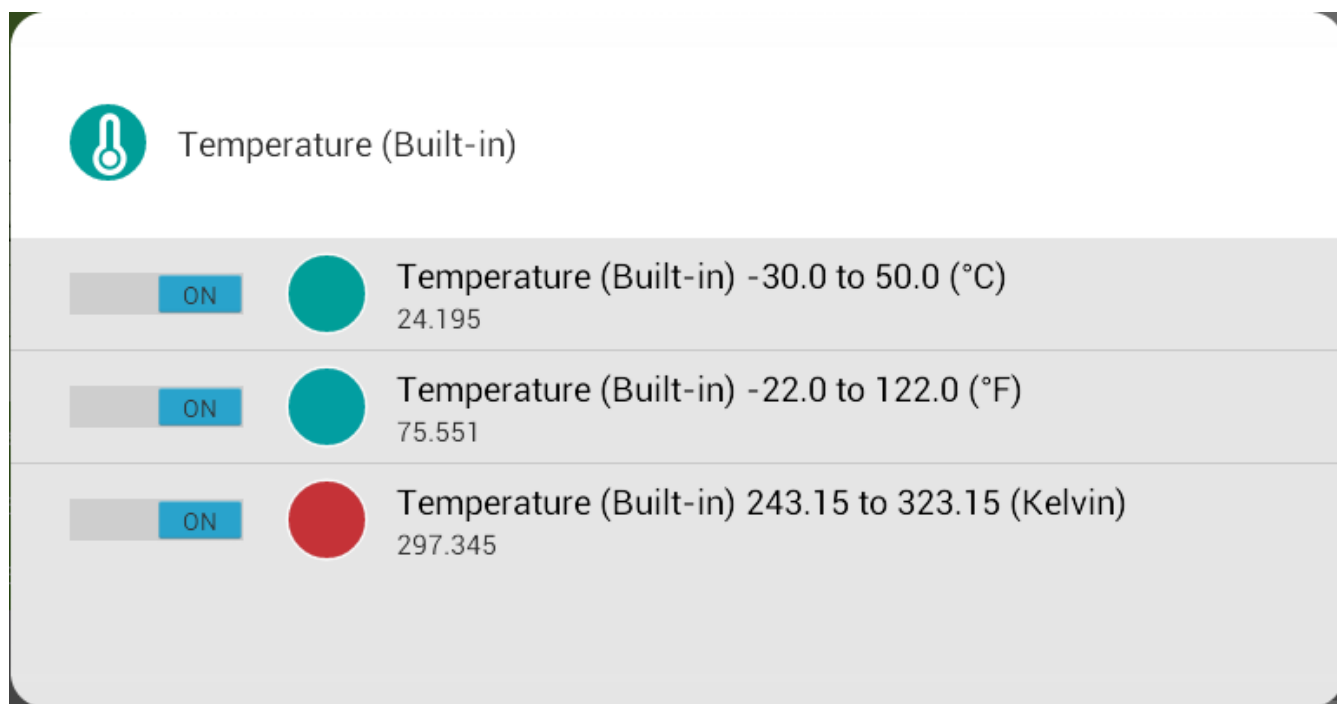 Temperature (Built-in)
ON
Temperature (Built-in) -30.0 to 50.0 (°C)
24.195
ON
Temperature (Built-in) -22.0 to 122.0 (°F)
75.551
ON
Temperature (Built-in) 243.15 to 323.15 (Kelvin)
297.345